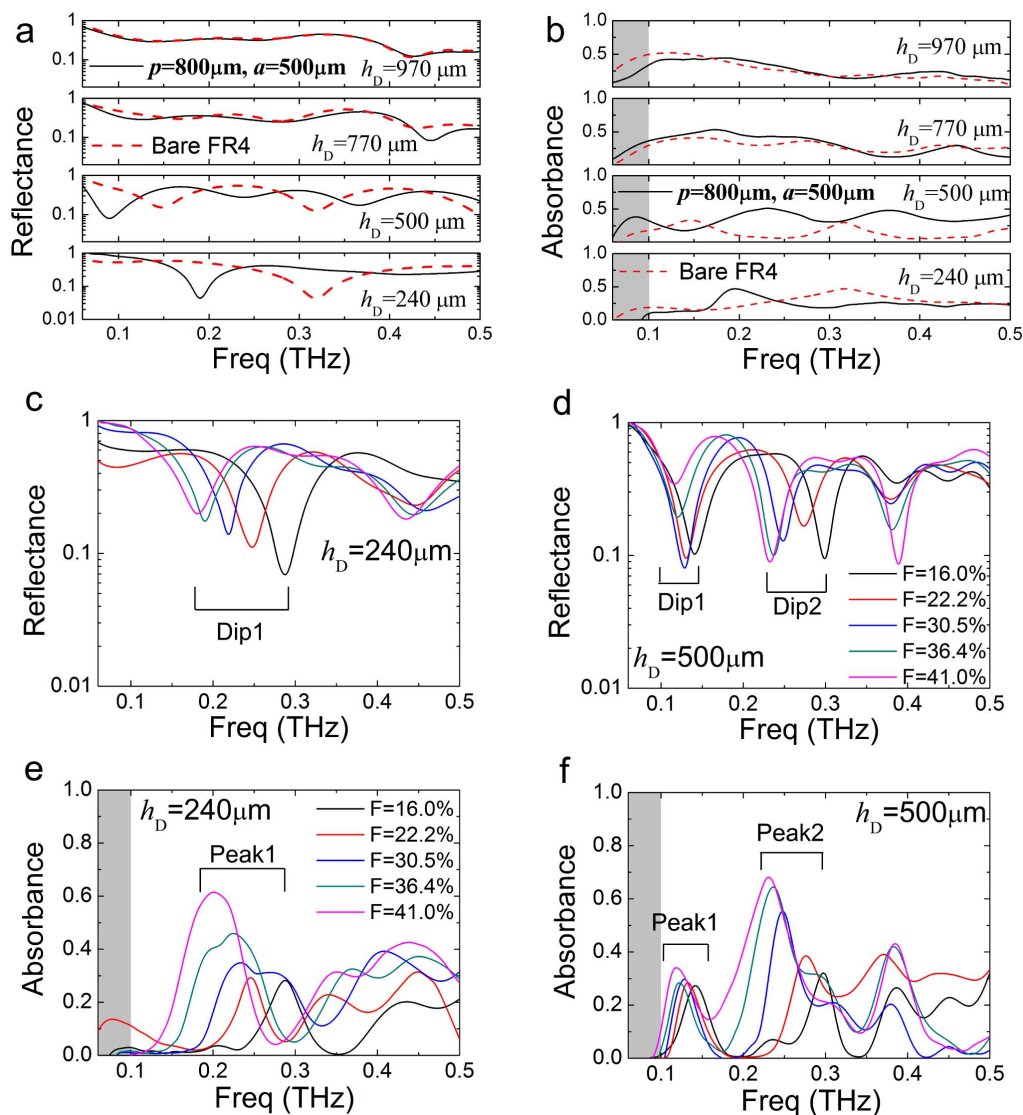 a
Reflectance
1
0.1
p=800μm, a=500μm
hD=970 μm
0.1
Bare FR4
hD=770 μm
1
0.1
hD=500 μm
1
0.1
0.01
hD=240 μm
0.1 0.2 0.3 0.4 0.5
Freq (THz)
b
Absorbance
1.0
0.5
hD=970 μm
0.5
hD=770 μm
0.5
p=800μm, a=500μm
hD=500 μm
0.5
0.0
Bare FR4
hD=240 μm
0.1 0.2 0.3 0.4 0.5
Freq (THz)
c
Reflectance
1
0.1
0.01
hD=240μm
Dip1
0.1 0.2 0.3 0.4 0.5
Freq (THz)
d
Reflectance
1
0.1
0.01
Dip1
Dip2
hD=500μm
F=16.0%
F=22.2%
F=30.5%
F=36.4%
F=41.0%
0.1 0.2 0.3 0.4 0.5
Freq (THz)
e
Absorbance
1.0
0.8
0.6
0.4
0.2
0.0
hD=240μm
Peak1
F=16.0%
F=22.2%
F=30.5%
F=36.4%
F=41.0%
0.1 0.2 0.3 0.4 0.5
Freq (THz)
f
Absorbance
1.0
0.8
0.6
0.4
0.2
0.0
hD=500μm
Peak2
Peak1
0.1 0.2 0.3 0.4 0.5
Freq (THz)